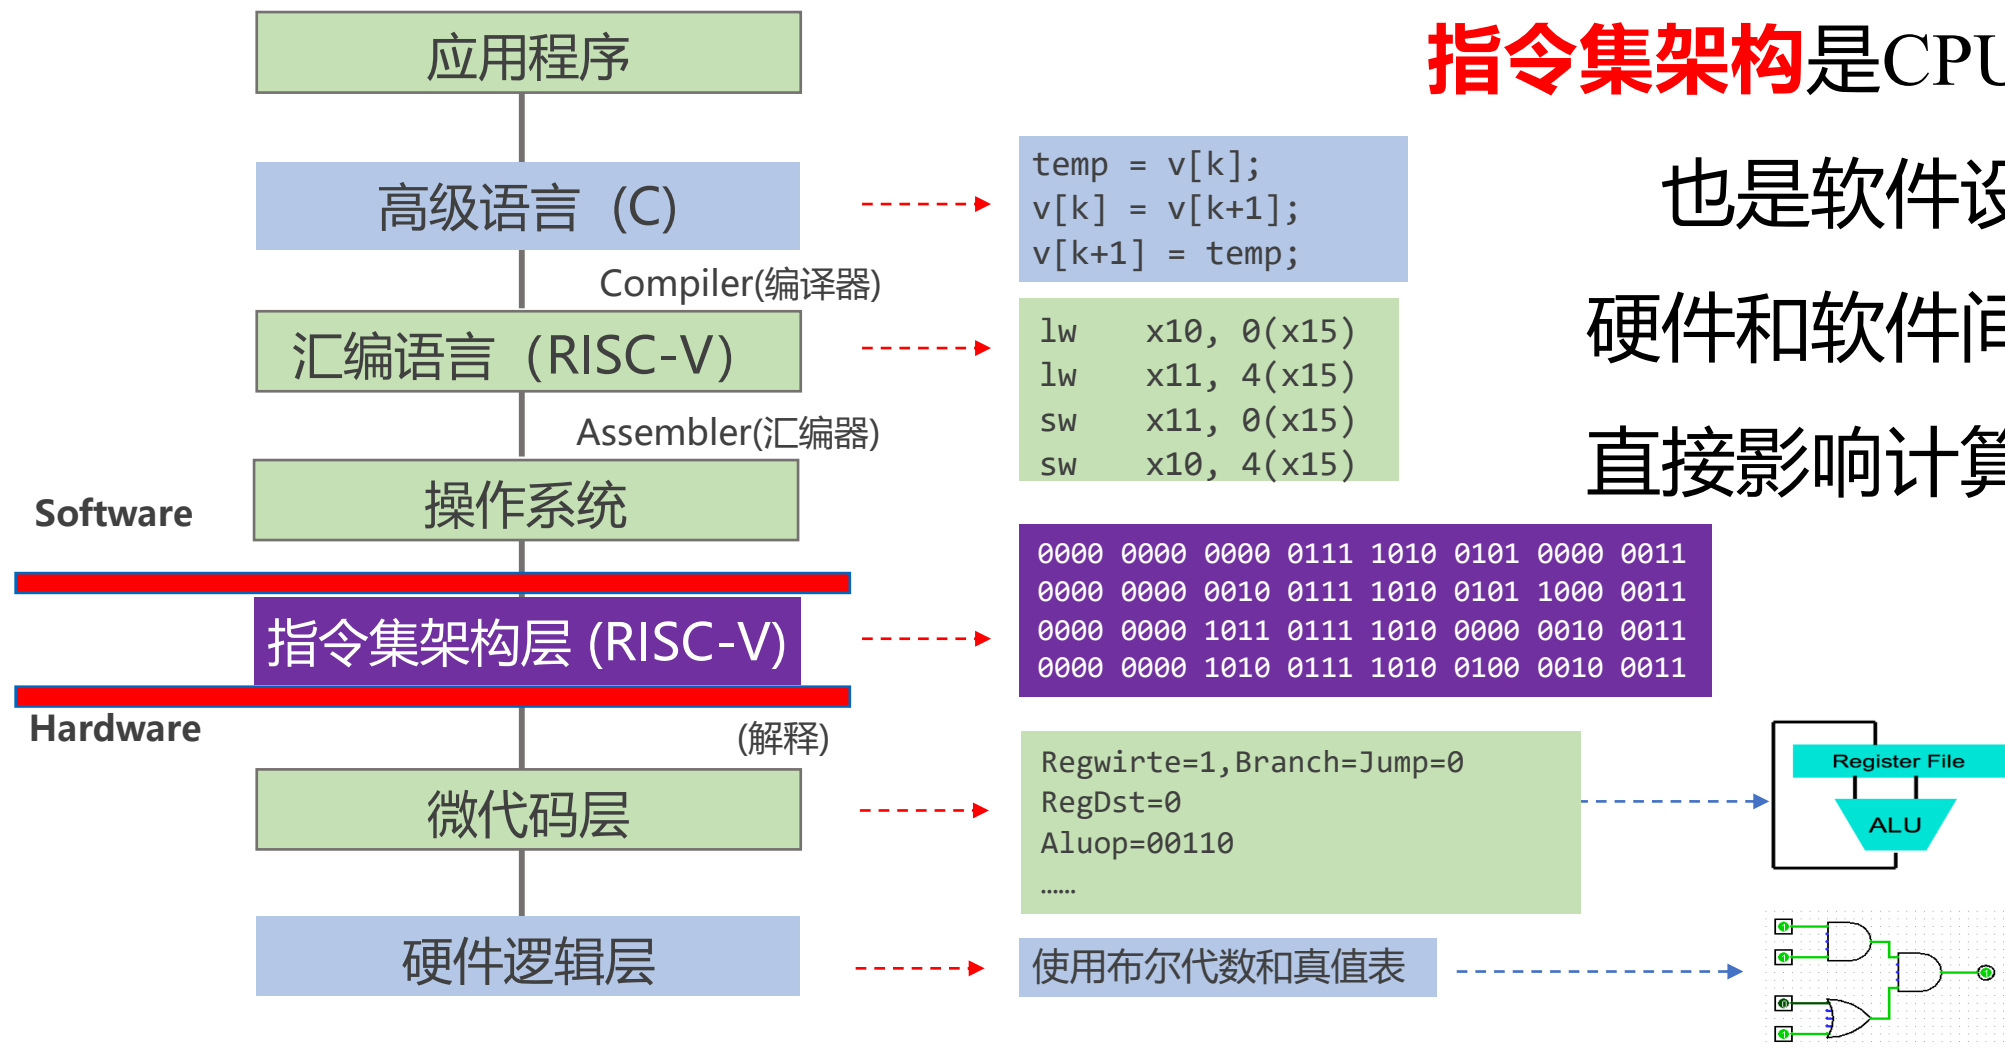 应用程序
高级语言 (C)
Compiler(编译器)
汇编语言 (RISC-V)
Assembler(汇编器)
操作系统
Software
指令集架构层 (RISC-V)
Hardware
(解释)
微代码层
硬件逻辑层
temp = v[k];
v[k] = v[k+1];
v[k+1] = temp;
lw x10, 0(x15)
lw x11, 4(x15)
sw x11, 0(x15)
sw x10, 4(x15)
0000 0000 0000 0111 1010 0101 0000 0011
0000 0000 0010 0111 1010 0101 1000 0011
0000 0000 1011 0111 1010 0000 0010 0011
0000 0000 1010 0111 1010 0100 0010 0011
Regwirte=1,Branch=Jump=0
RegDst=0
Aluop=00110
……
使用布尔代数和真值表
指令集架构是CPU
也是软件设
硬件和软件间
直接影响计算
Register File
ALU